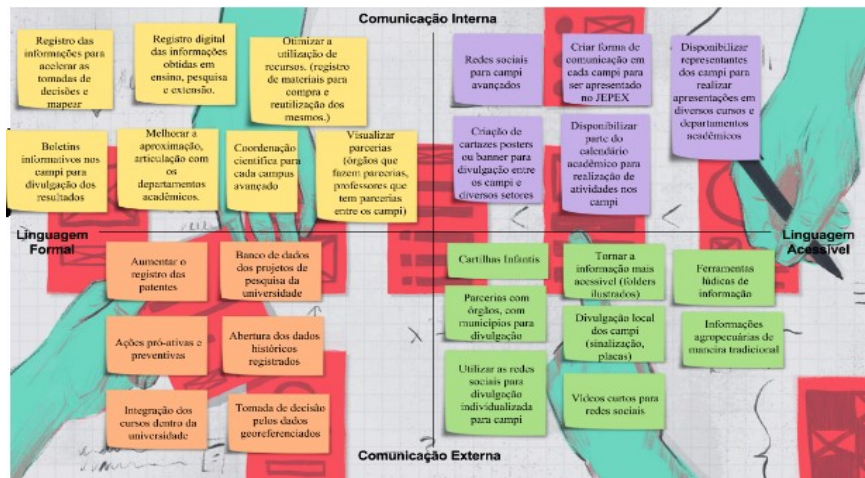 Comunicação Interna
Registro das
informações para
acelerar as
tomadas de
decisões e
mapear
Registro digital
das informações
obtidas em
ensino, pesquisa
e extensão.
Otimizar a
utilização de
recursos. (registro
de materiais para
compra e
reutilização dos
mesmos.)
Boletins
informativos nos
campi para
divulgação dos
resultados
Melhorar a
aproximação,
articulação com
os
departamentos
acadêmicos.
Coordenação
científica para
cada campus
avançado
Visualizar
parcerias
(órgãos que
fazem parcerias,
professores que
tem parcerias
entre os campi)
Redes sociais
para campi
avançados
Criar forma de
comunicação em
cada campi para
ser apresentado
no JEPEX
Disponibilizar
representantes
dos campi para
realizar
apresentações em
diversos cursos e
departamentos
acadêmicos
Criação de
cartazes posters
ou banner para
divulgação entre
os campi e
diversos setores
Disponibilizar
parte do
calendário
acadêmico para
realização de
atividades nos
campi
Linguagem
Formal
Linguagem
Acessível
Aumentar o
registro das
patentes
Banco de dados
dos projetos de
pesquisa da
universidade
Ações pró-ativas e
preventivas
Abertura dos dados
históricos
registrados
Integração dos
cursos dentro da
universidade
Tomada de decisão
pelos dados
georeferenciados
Cartilhas Infantis
Tornar a
informação mais
acessivel (folders
ilustrados)
Ferramentas
lúdicas de
informação
Parcerias com
órgãos, com
municípios para
divulgação
Divulgação local
dos campi
(sinalização,
placas)
Informações
agropecuárias de
maneira tradicional
Utilizar as redes
sociais para
divulgação
individualizada
para campi
Vídeos curtos para
redes sociais
Comunicação Externa